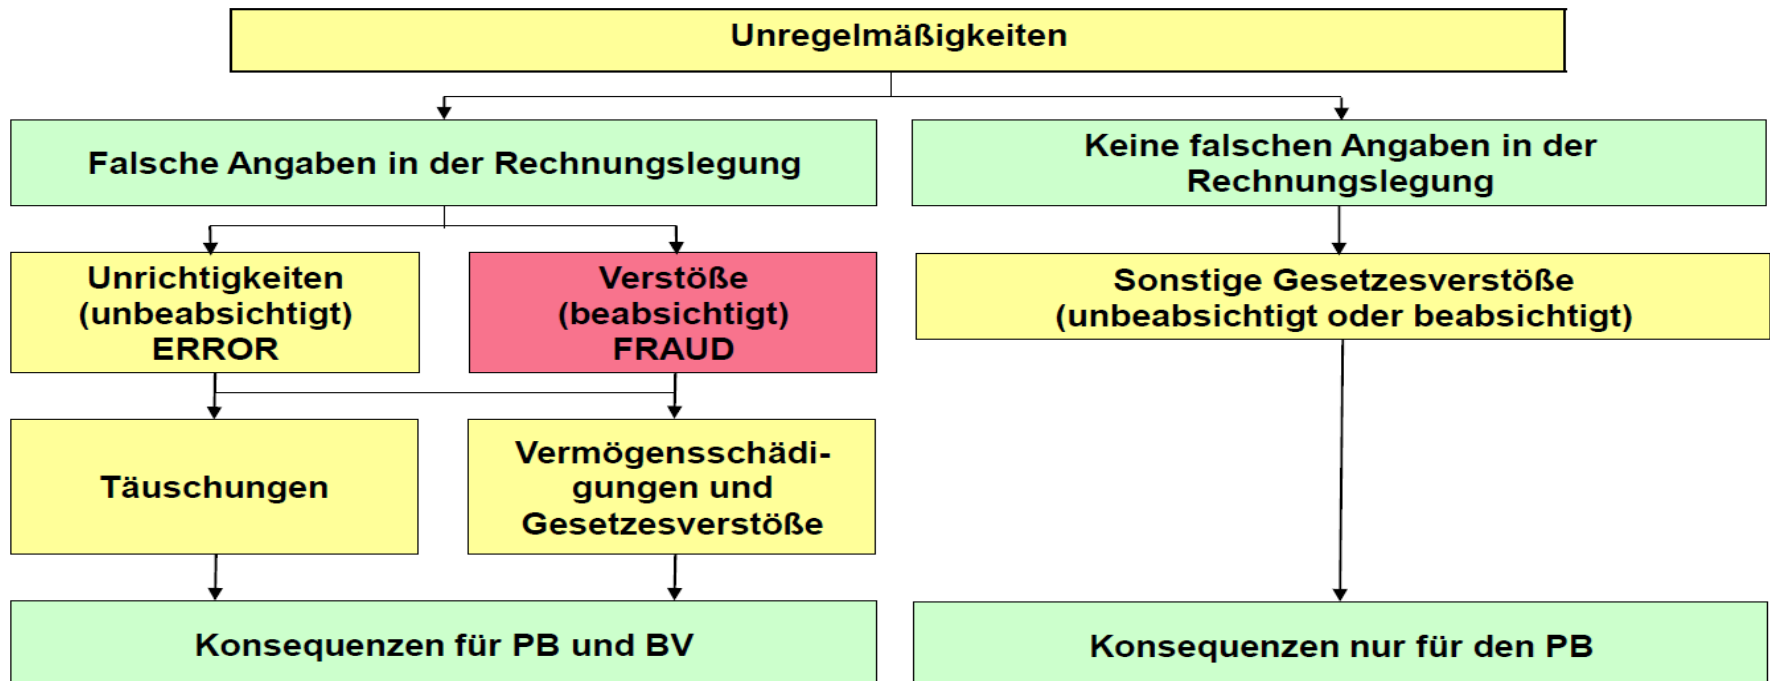 Unregelmäßigkeiten
Falsche Angaben in der Rechnungslegung
Keine falschen Angaben in der
Rechnungslegung
Unrichtigkeiten
(unbeabsichtigt)
ERROR
Verstöße
(beabsichtigt)
FRAUD
Sonstige Gesetzesverstöße
(unbeabsichtigt oder beabsichtigt)
Täuschungen
Vermögensschädi-
gungen und
Gesetzesverstöße
Konsequenzen für PB und BV
Konsequenzen nur für den PB